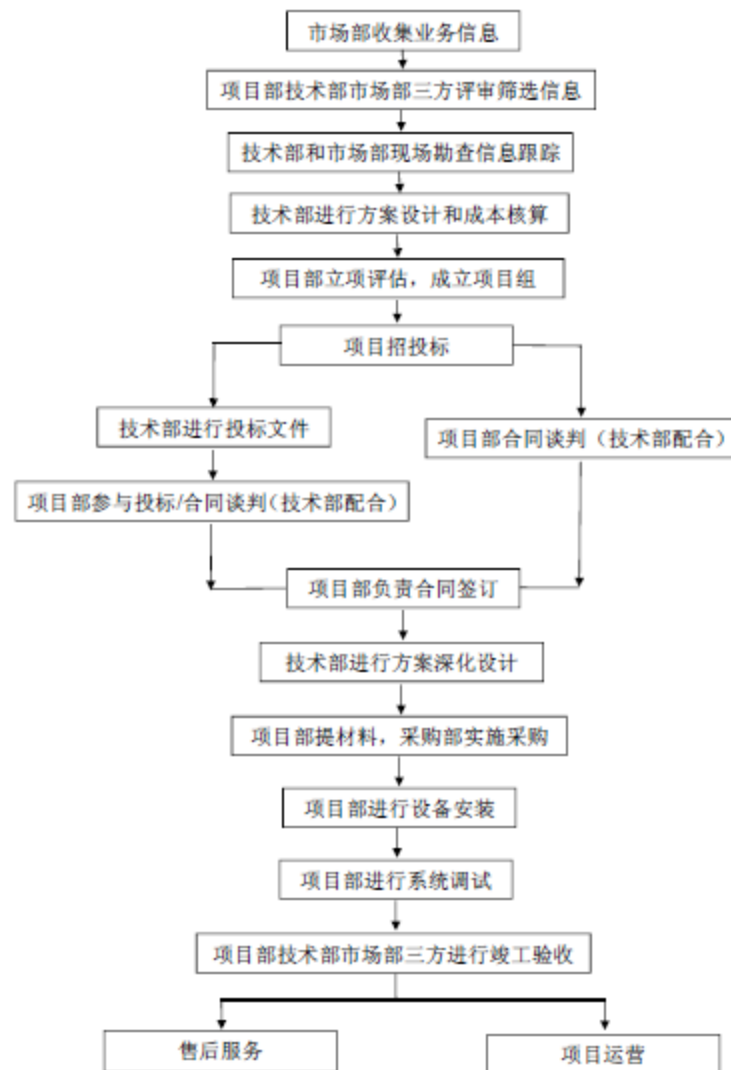 市场部收集业务信息
项目部技术部市场部三方评审筛选信息
技术部和市场部现场勘查信息跟踪
技术部进行方案设计和成本核算
项目部立项评估，成立项目组
项目招投标
技术部进行投标文件
项目部合同谈判（技术部配合）
项目部参与投标/合同谈判（技术部配合）
项目部负责合同签订
技术部进行方案深化设计
项目部提材料，采购部实施采购
项目部进行设备安装
项目部进行系统调试
项目部技术部市场部三方进行竣工验收
售后服务
项目运营